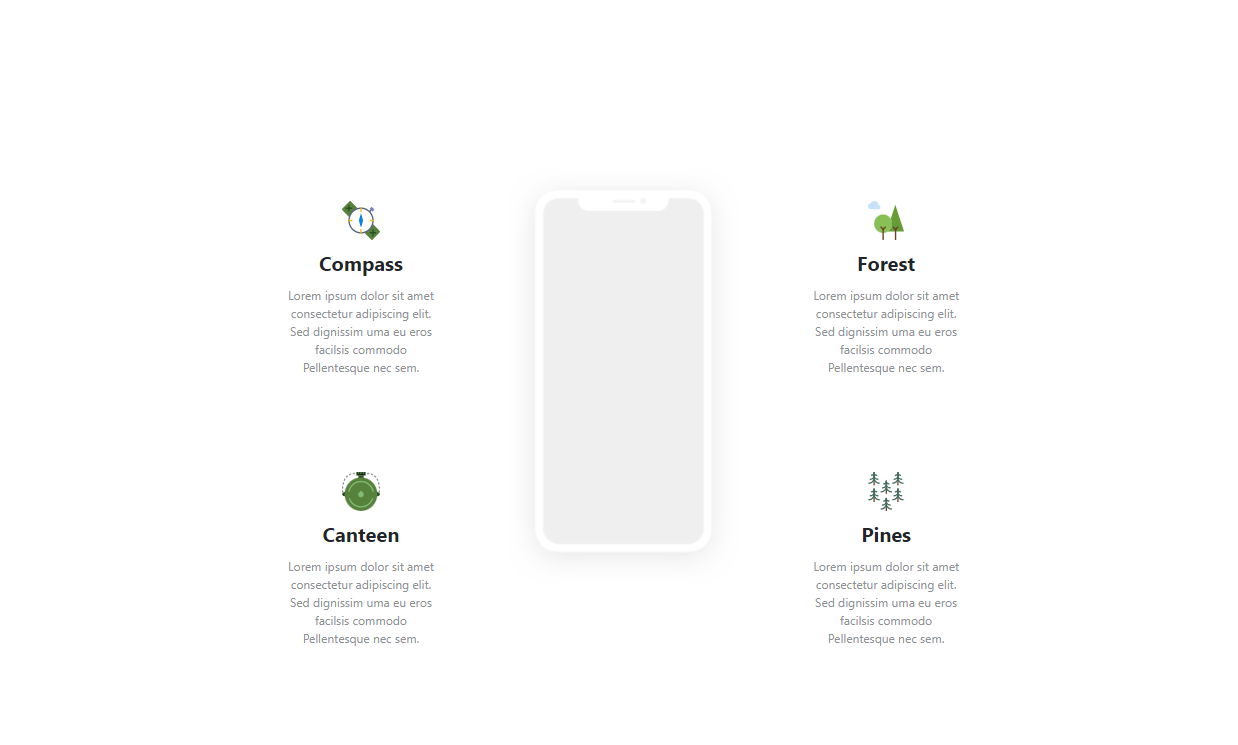 Compass
Lorem ipsum dolor sit amet
consectetur adipiscing elit.
Sed dignissim uma eu eros
facilsis commodo
Pellentesque nec sem.
Canteen
Lorem ipsum dolor sit amet
consectetur adipiscing elit.
Sed dignissim uma eu eros
facilsis commodo
Pellentesque nec sem.
Forest
Lorem ipsum dolor sit amet
consectetur adipiscing elit.
Sed dignissim uma eu eros
facilsis commodo
Pellentesque nec sem.
Pines
Lorem ipsum dolor sit amet
consectetur adipiscing elit.
Sed dignissim uma eu eros
facilsis commodo
Pellentesque nec sem.